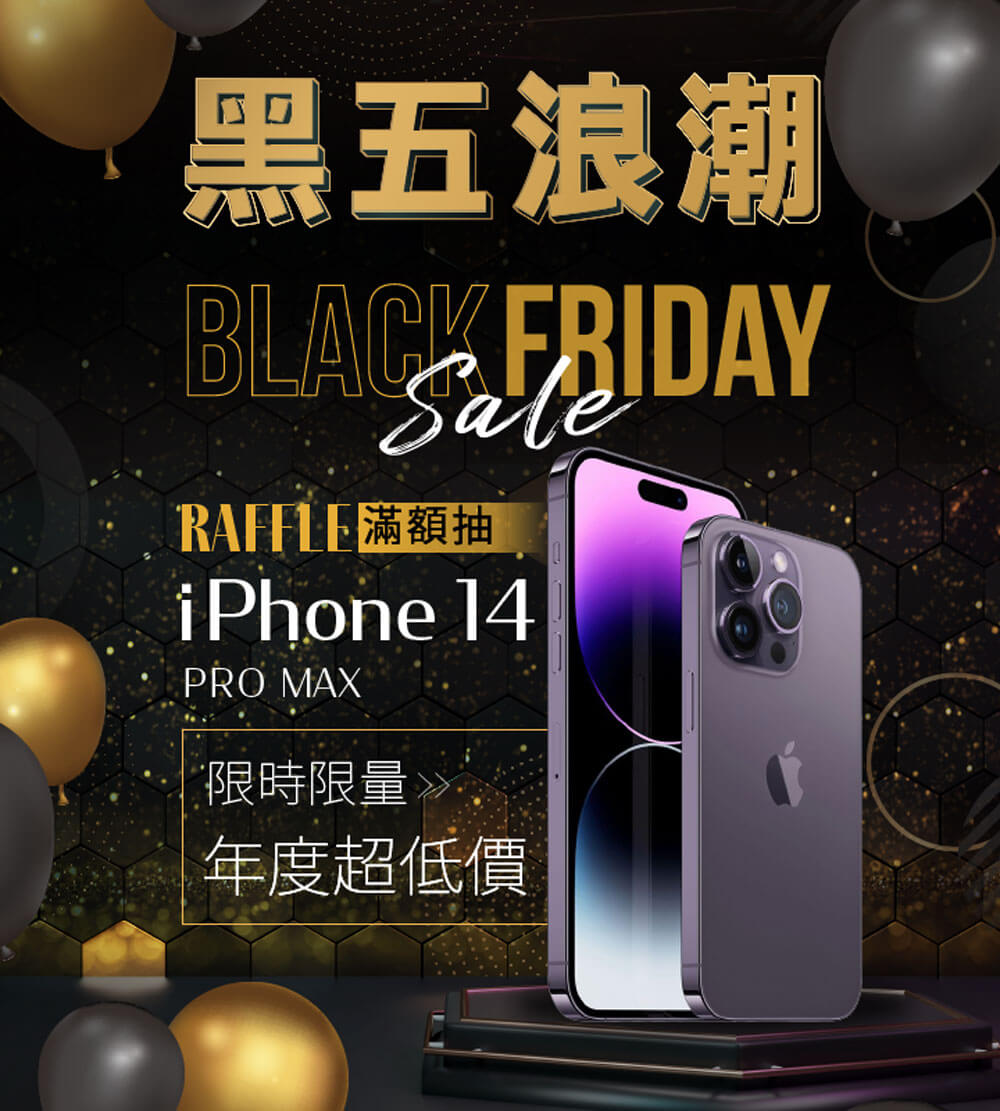 黑五浪潮
BLACK FRIDAY
Sale
RAFFLE 滿額抽
iPhone 14
PRO MAX
限時限量 >>
年度超低價